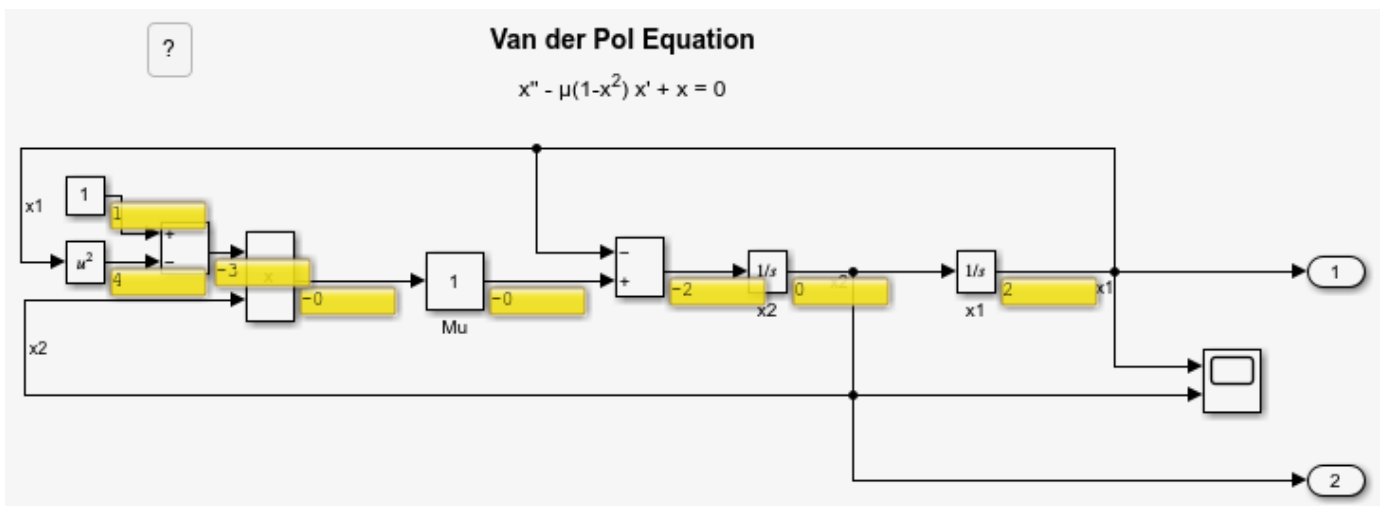 ?
Van der Pol Equation
x" - μ(1-x²) x' + x = 0
x1
1
1
+
u²
−
4
−3
x
−0
1
−0
Mu
−
+
−2
1/s
x2
0
x2
1/s
x1
2
x1
1
x2
2